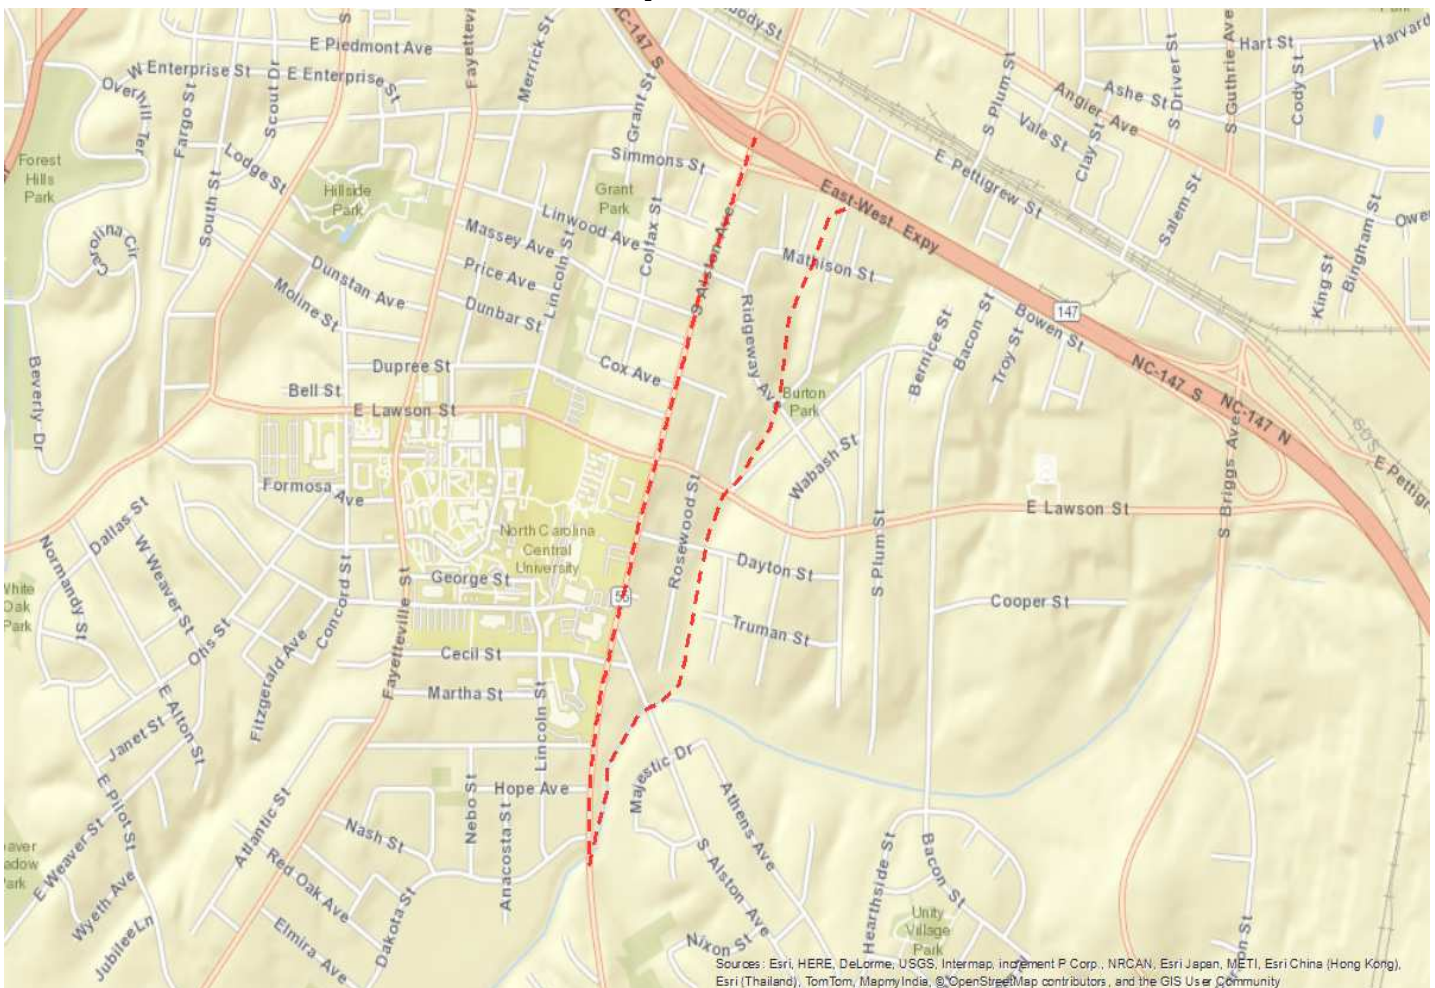 NC-147 S
E Piedmont Ave
Fayettevill
Merrick St
Hart St
Harvard
W Enterprise St
E Enterprise St
Overhill Ter
Fargo St
Scout Dr
Grant St
S Plum St
Angier Ave
Ashe St
S Driver St
S Guthrie Ave
Cody St
Vale St
Clay St
Lodge St
Simmons St
E Pettigrew St
Forest
Hills
Park
Hillside
Park
Grant
Park
East-West Expy
South St
Linwood Ave
Massey Ave
Colfax St
S Alston Ave
Salem St
Bingham St
King St
Carolina Cir
Dunstan Ave
Price Ave
Lincoln St
Mathison St
Moline St
Dunbar St
Ridgeway Ave
Bernice St
Bacon St
Troy St
Bowen St
147
Beverly Dr
Dupree St
Cox Ave
NC-147 S
NC-147 N
Bell St
E Lawson St
Burton
Park
Wabash St
E Pettigr
S Briggs Ave
Formosa Ave
Rosewood St
E Lawson St
Dallas St
W Weaver St
Normandy St
North Carolina
Central
University
S Plum St
Dayton St
Concord St
George St
55
Cooper St
White
Oak
Park
Otis St
Fitzgerald Ave
Fayetteville St
Truman St
Cecil St
Martha St
E Alton St
Lincoln St
Janet St
Majestic Dr
Athens Ave
Hope Ave
E Pilot St
Atlantic St
Nash St
Nebo St
Anacosta St
E Weaver St
Red Oak Ave
S Alston Ave
Hearthside St
Bacon St
Wyeth Ave
Dakota St
Elmira Ave
Jubilee Ln
Nixon St
Unity
Village
Park
Sources: Esri, HERE, DeLorme, USGS, Intermap, increment P Corp., NRCAN, Esri Japan, METI, Esri China (Hong Kong),
Esri (Thailand), TomTom, MapmyIndia, © OpenStreetMap contributors, and the GIS User Community